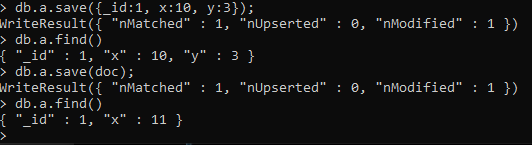 > db.a.save({_id:1, x:10, y:3});
WriteResult({ "nMatched" : 1, "nUpserted" : 0, "nModified" : 1 })
> db.a.find()
{ "_id" : 1, "x" : 10, "y" : 3 }
> db.a.save(doc);
WriteResult({ "nMatched" : 1, "nUpserted" : 0, "nModified" : 1 })
> db.a.find()
{ "_id" : 1, "x" : 11 }
>